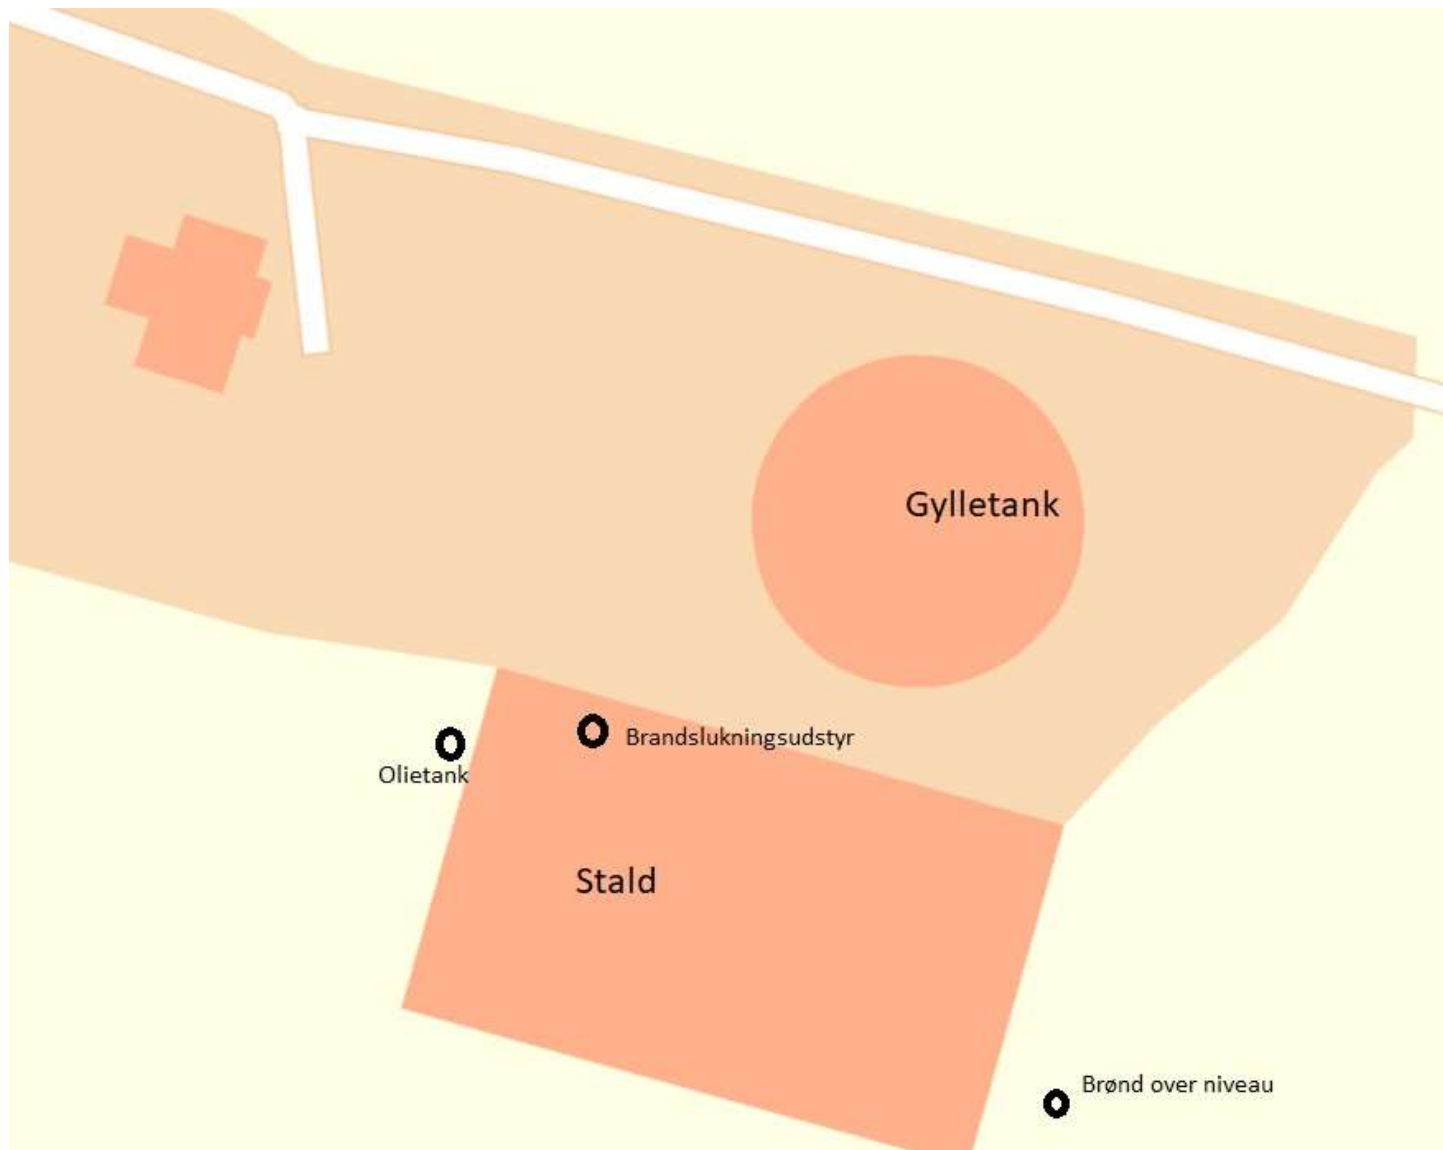 Gylletank
Brandslukningsudstyr
Olietank
Stald
Brønd over niveau